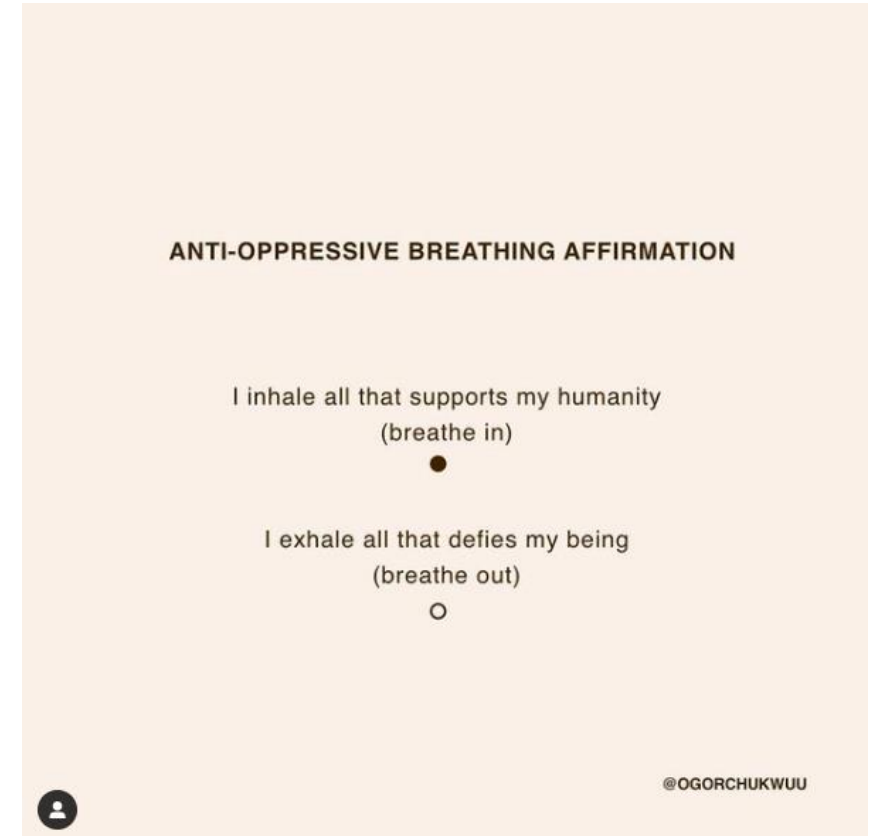 ANTI-OPPRESSIVE BREATHING AFFIRMATION
I inhale all that supports my humanity
(breathe in)
I exhale all that defies my being
(breathe out)
@OGORCHUKWUU